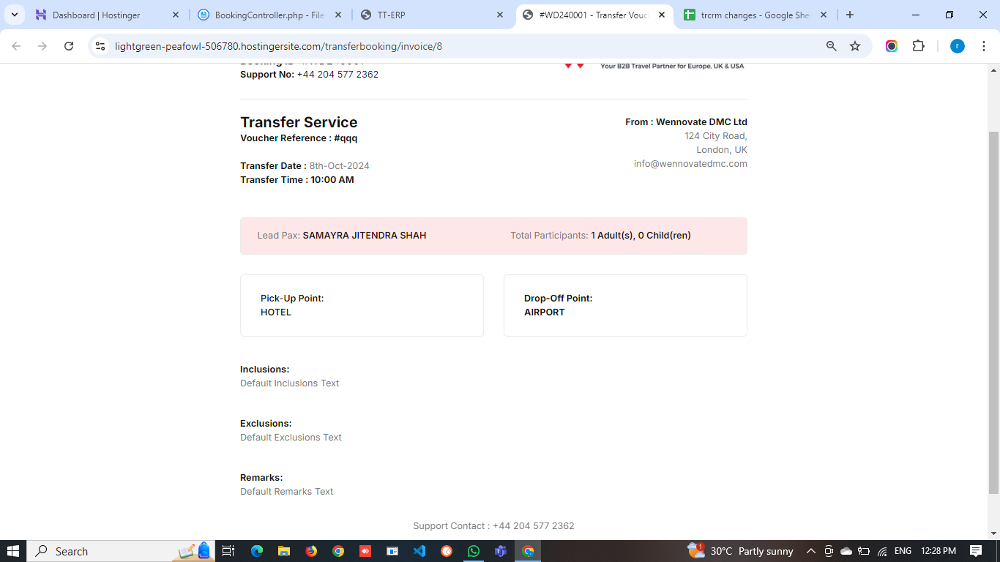 Dashboard | Hostinger
BookingController.php - File
TT-ERP
#WD240001 - Transfer Vouc
trcrm changes - Google She
lightgreen-peafowl-506780.hostingersite.com/transferbooking/invoice/8
r
Your B2B Travel Partner for Europe, UK & USA
Support No: +44 204 577 2362
Transfer Service
Voucher Reference : #qqq
Transfer Date : 8th-Oct-2024
Transfer Time : 10:00 AM
From : Wennovate DMC Ltd
124 City Road,
London, UK
info@wennovatedmc.com
Lead Pax: SAMAYRA JITENDRA SHAH
Total Participants: 1 Adult(s), 0 Child(ren)
Pick-Up Point:
HOTEL
Drop-Off Point:
AIRPORT
Inclusions:
Default Inclusions Text
Exclusions:
Default Exclusions Text
Remarks:
Default Remarks Text
Support Contact : +44 204 577 2362
Search
1
30°C Partly sunny
ENG
12:28 PM